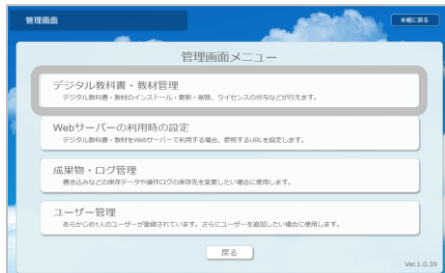 管理画面
本棚に戻る
管理画面メニュー
デジタル教科書・教材管理
デジタル教科書・教材のインストール・更新・削除、ライセンスの付与などが行えます。
Webサーバーの利用時の設定
デジタル教科書・教材をWebサーバーで利用する場合、参照するURLを設定します。
成果物・ログ管理
書き込みなどの保存データや操作ログの保存先を変更したい場合に使用します。
ユーザー管理
あらかじめ1人のユーザーが登録されています。さらにユーザーを追加したい場合に使用します。
戻る
Ver.1.0.39